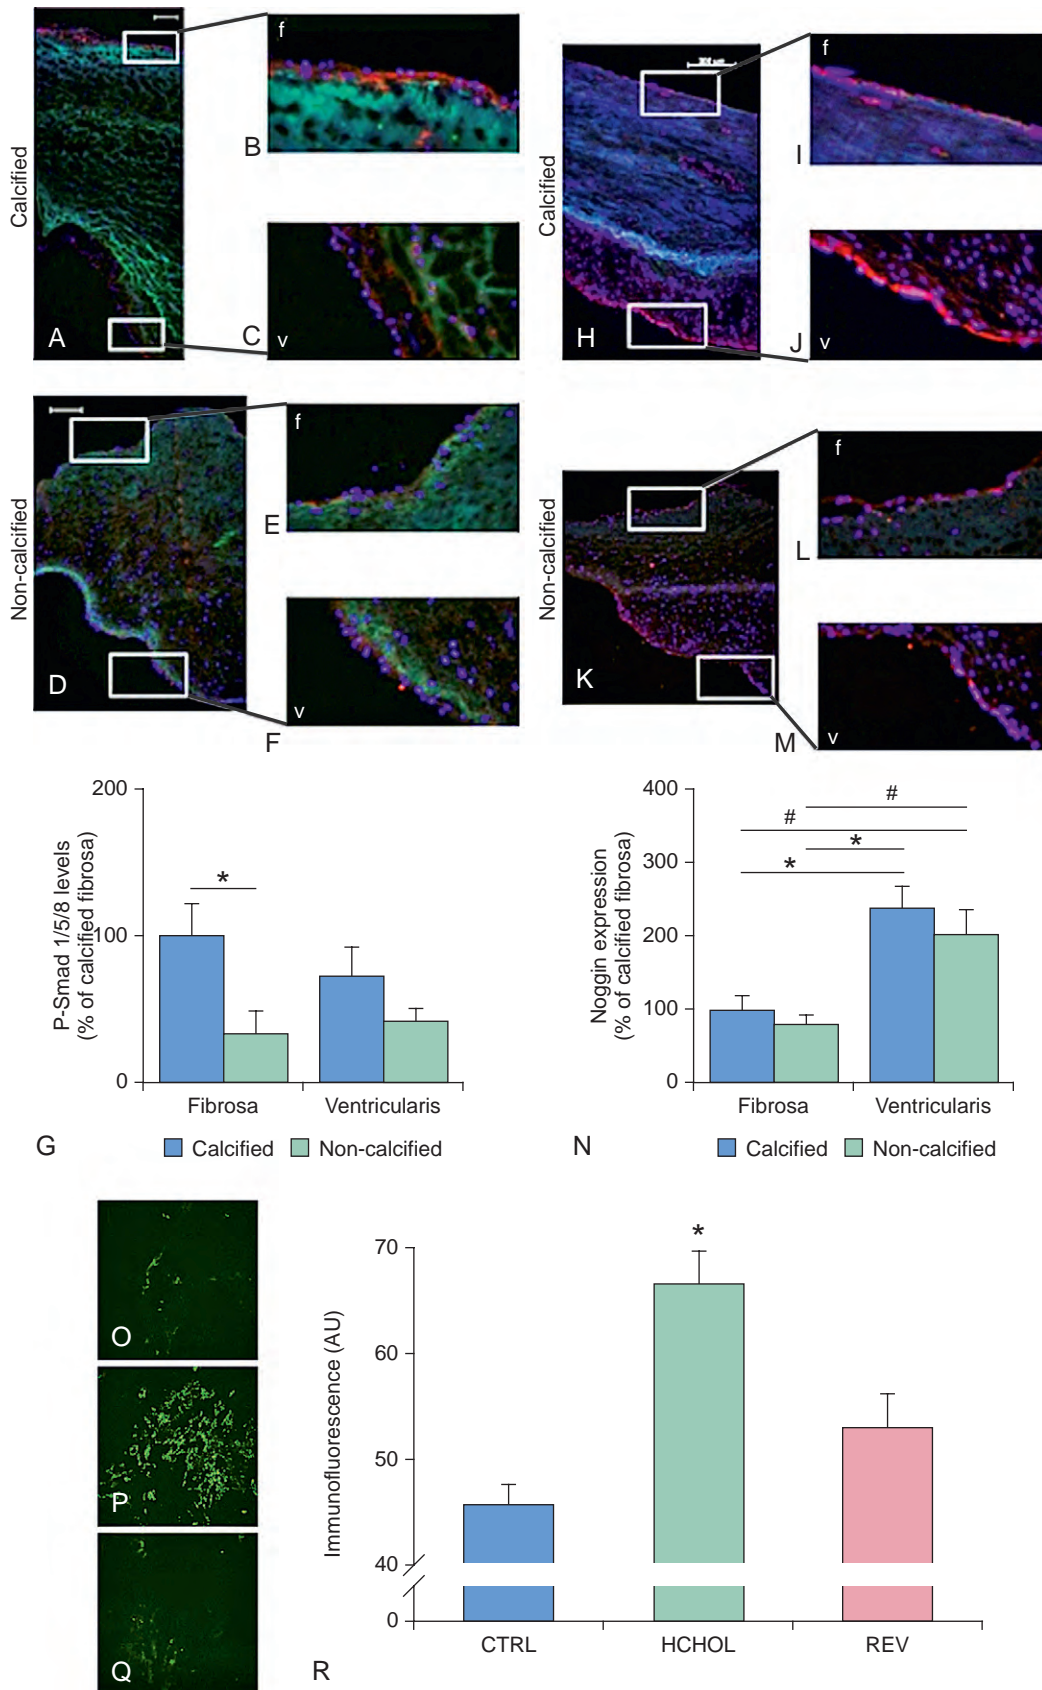 Calcified
A
f
B
C
v
Non-calcified
D
f
E
v
F
Calcified
H
f
I
J
v
Non-calcified
K
f
L
v
M
P-Smad 1/5/8 levels
(% of calcified fibrosa)
200
100
0
*
Fibrosa
Ventricularis
G
Calcified
Non-calcified
Noggin expression
(% of calcified fibrosa)
400
300
200
100
0
#
#
*
*
Fibrosa
Ventricularis
N
Calcified
Non-calcified
O
P
Q
Immunofluorescence (AU)
70
60
50
40
0
*
CTRL
HCHOL
REV
R